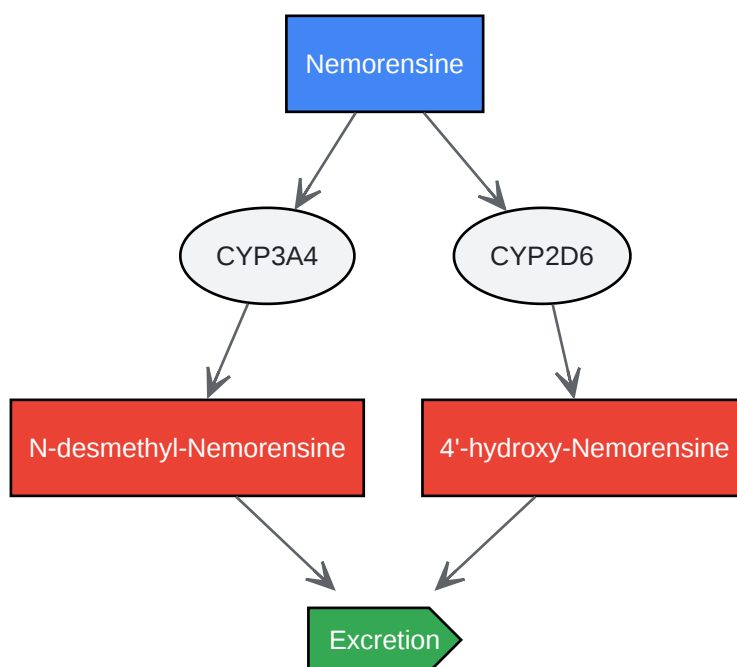 Nemorensine
CYP3A4
CYP2D6
N-desmethyl-Nemorensine
4'-hydroxy-Nemorensine
Excretion